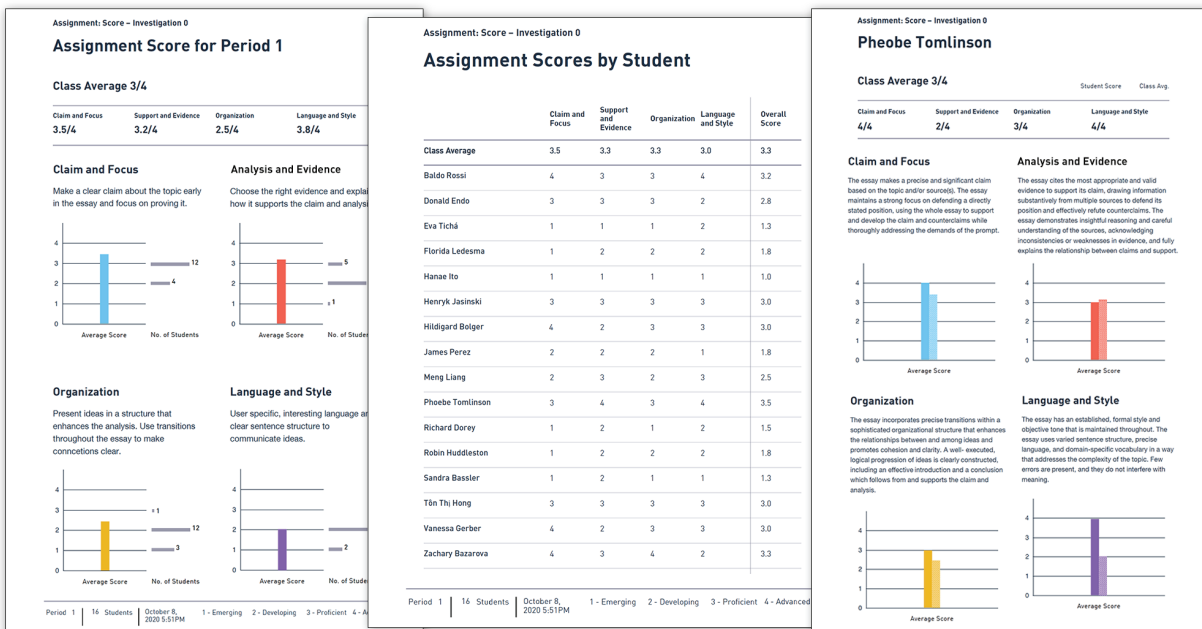 Assignment: Score – Investigation 0
Assignment Score for Period 1
Class Average 3/4
Claim and Focus Support and Evidence Organization Language and Style
3.5/4 3.2/4 2.5/4 3.8/4
Claim and Focus
Make a clear claim about the topic early
in the essay and focus on proving it.
4
3
2
1
0
12
4
Average Score No. of Students
Analysis and Evidence
Choose the right evidence and
how it supports the claim and
4
3
2
1
0
5
1
Average Score No. of
Organization
Present ideas in a structure that
enhances the analysis. Use transitions
throughout the essay to make
conncetions clear.
4
3
2
1
0
1
12
3
Average Score No. of Students
Language and Style
User specific, interesting language
clear sentence structure to
communicate ideas.
4
3
2
1
0
2
Average Score No. of
Period 1 16 Students October 8,
2020 5:51PM
1 - Emerging 2 - Developing 3 - Proficient 4 -
Assignment: Score – Investigation 0
Assignment Scores by Student
Claim and
Focus
Support
and
Evidence
Organization
Language
and Style
Overall
Score
Class Average 3.5 3.3 3.3 3.0 3.3
Baldo Rossi 4 3 3 4 3.2
Donald Endo 3 3 3 2 2.8
Eva Tichá 1 1 1 2 1.3
Florida Ledesma 1 2 2 2 1.8
Hanae Ito 1 1 1 1 1.0
Henryk Jasinski 3 3 3 3 3.0
Hildigard Bolger 4 2 3 3 3.0
James Perez 2 2 2 1 1.8
Meng Liang 2 3 2 3 2.5
Phoebe Tomlinson 3 4 3 4 3.5
Richard Dorey 1 2 1 2 1.5
Robin Huddleston 1 2 2 2 1.8
Sandra Bassler 1 2 1 1 1.3
Tôn Thị Hong 3 3 3 3 3.0
Vanessa Gerber 4 2 3 3 3.0
Zachary Bazarova 4 3 4 2 3.3
Period 1 16 Students October 8,
2020 5:51PM
1 - Emerging 2 - Developing 3 - Proficient 4 - Advanced
Assignment: Score – Investigation 0
Pheobe Tomlinson
Class Average 3/4
Student Score Class Avg.
Claim and Focus Support and Evidence Organization Language and Style
4/4 2/4 3/4 4/4
Claim and Focus
The essay makes a precise and significant claim
based on the topic and/or source(s). The essay
maintains a strong focus on defending a directly
stated position, using the whole essay to support
and develop the claim and counterclaims while
thoroughly addressing the demands of the prompt.
4
3
2
1
0
Average Score
Analysis and Evidence
The essay cites the most appropriate and valid
evidence to support its claim, drawing information
substantively from multiple sources to defend its
position and effectively refute counterclaims. The
essay demonstrates insightful reasoning and careful
understanding of the sources, acknowledging
inconsistencies or weaknesses in evidence, and fully
explains the relationship between claims and support.
4
3
2
1
0
Average Score
Organization
The essay incorporates precise transitions within a
sophisticated organizational structure that enhances
the relationships between and among ideas and
promotes cohesion and clarity. A well- executed,
logical progression of ideas is clearly constructed,
including an effective introduction and a conclusion
which follows from and supports the claim and
analysis.
4
3
2
1
0
Average Score
Language and Style
The essay has an established, formal style and
objective tone that is maintained throughout. The
essay uses varied sentence structure, precise
language, and domain-specific vocabulary in a way
that addresses the complexity of the topic. Few
errors are present, and they do not interfere with
meaning.
4
3
2
1
0
Average Score